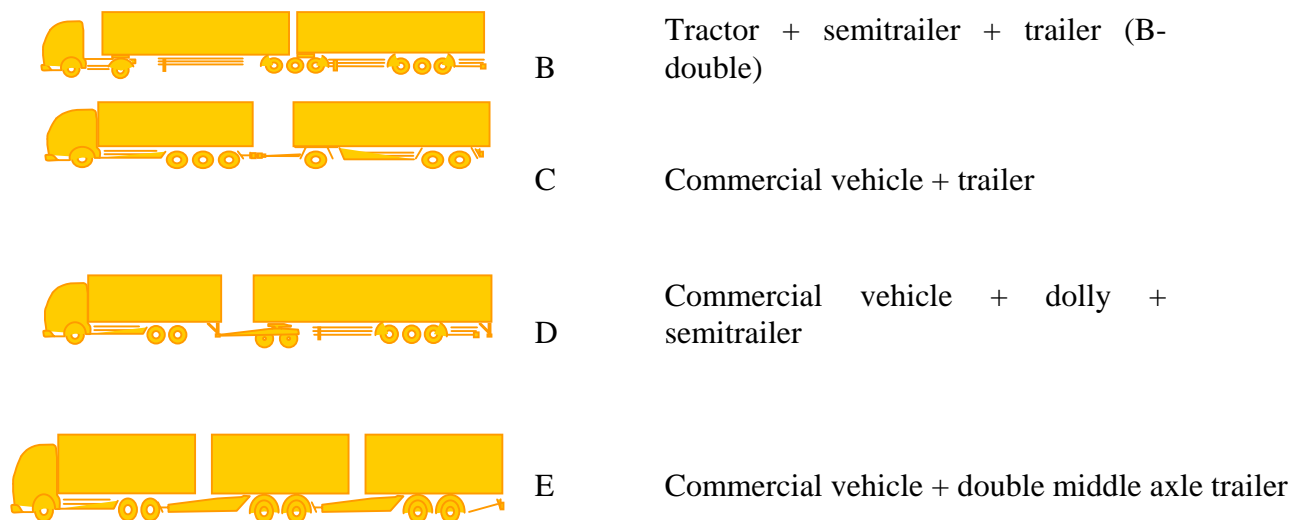 B
Tractor + semitrailer + trailer (B-
double)
C
Commercial vehicle + trailer
D
Commercial vehicle + dolly +
semitrailer
E
Commercial vehicle + double middle axle trailer